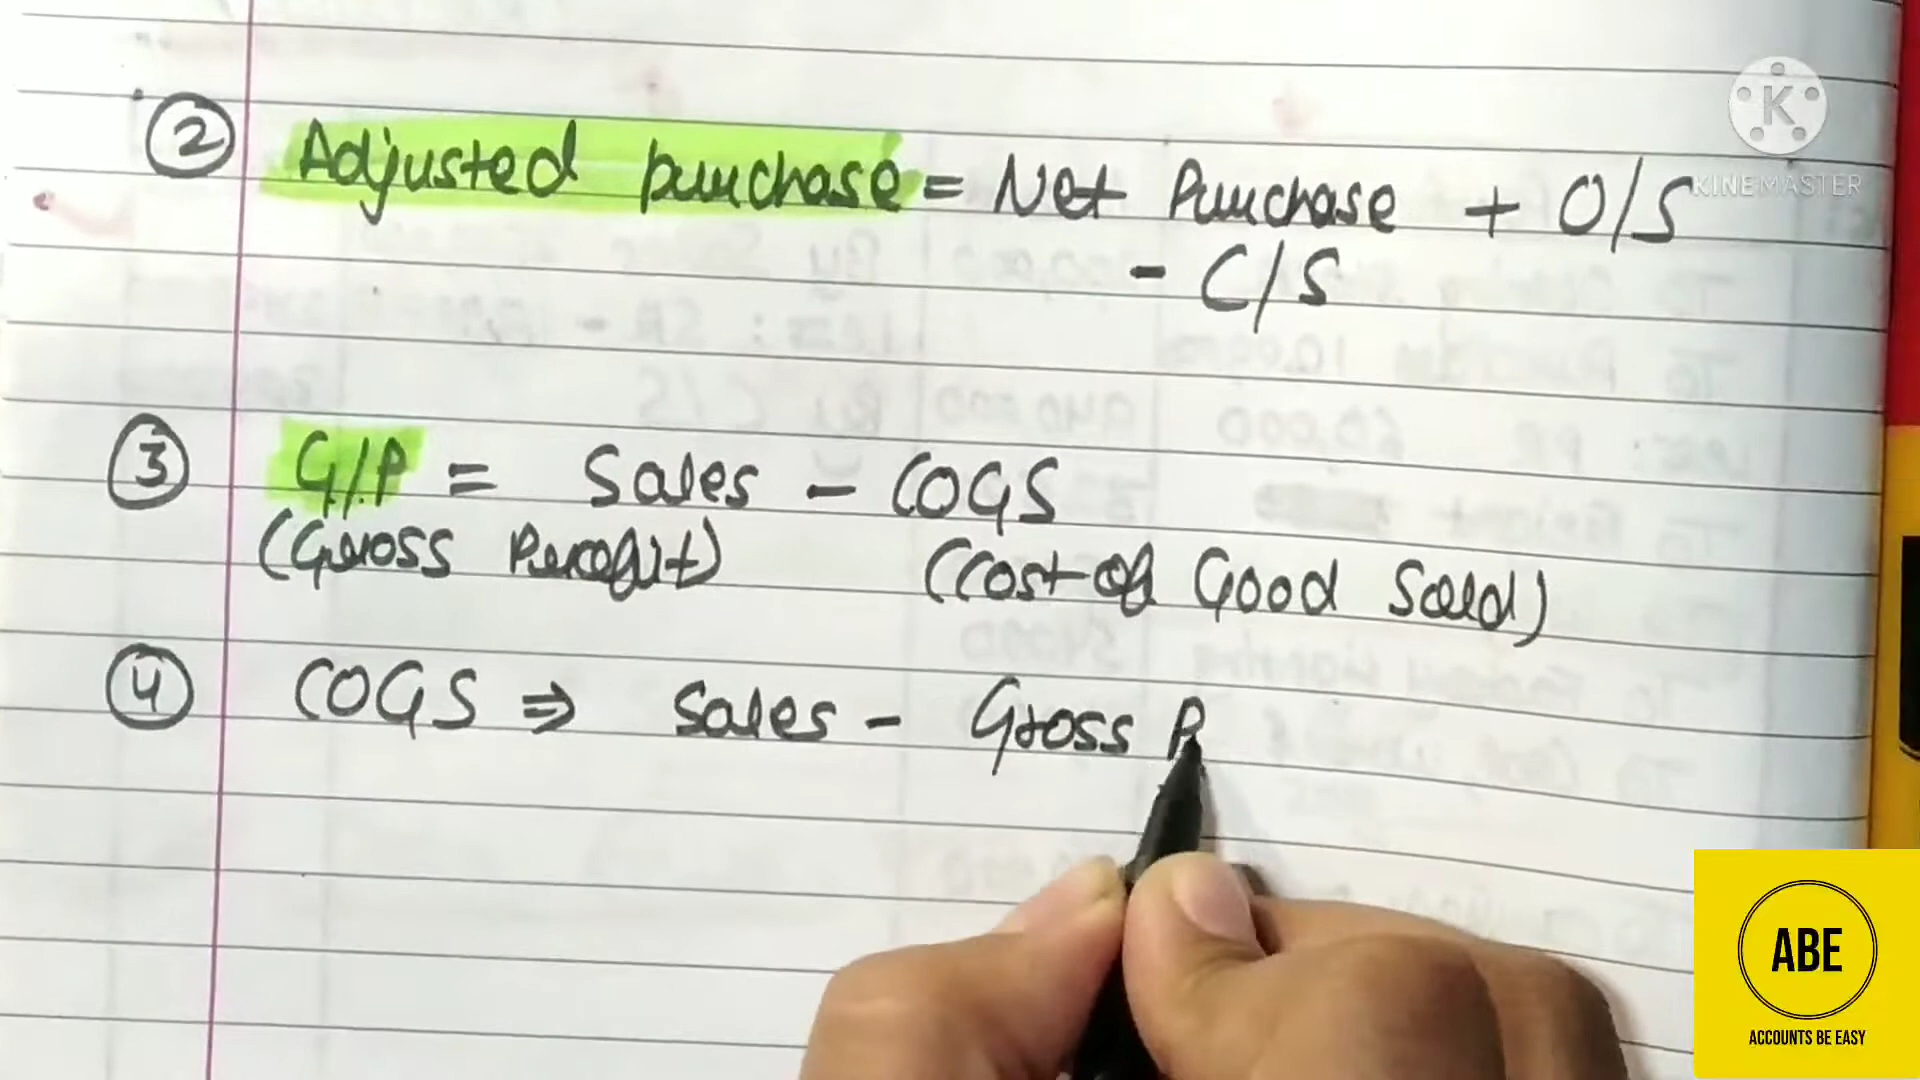 ② Adjusted purchase = Net Purchase + O/S
- C/S
③ G/P = Sales - COGS
(Gross Profit) (Cost of Good Sold)
④ COGS ⇒ Sales - Gross P
KINEMASTER
ABE
ACCOUNTS BE EASY